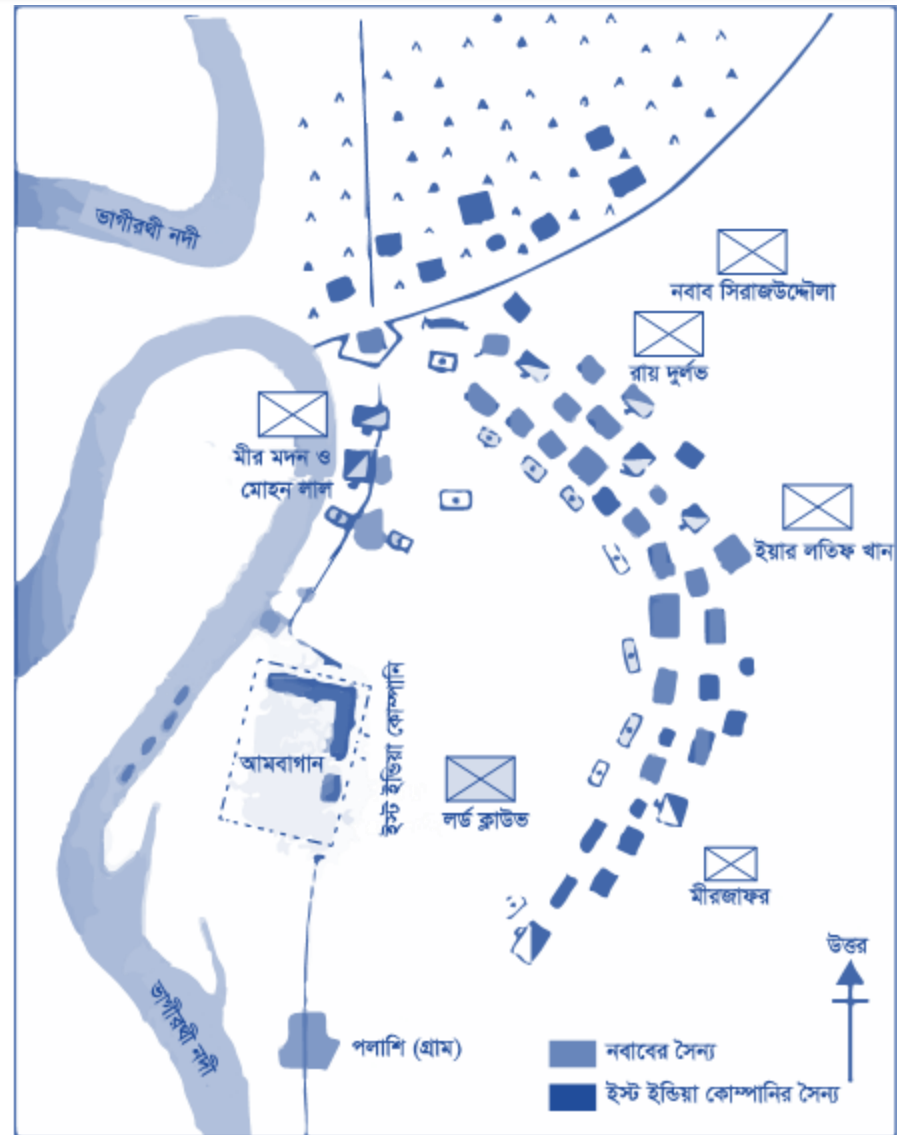 ভাগীরথী নদী
নবাব সিরাজউদ্দৌলা
রায় দুর্লভ
মীর মদন ও
মোহন লাল
ইয়ার লতিফ খান
ইস্ট ইন্ডিয়া কোম্পানি
আমবাগান
লর্ড ক্লাউভ
মীরজাফর
উত্তর
ভাগীরথী নদী
পলাশি (গ্রাম)
নবাবের সৈন্য
ইস্ট ইন্ডিয়া কোম্পানির সৈন্য